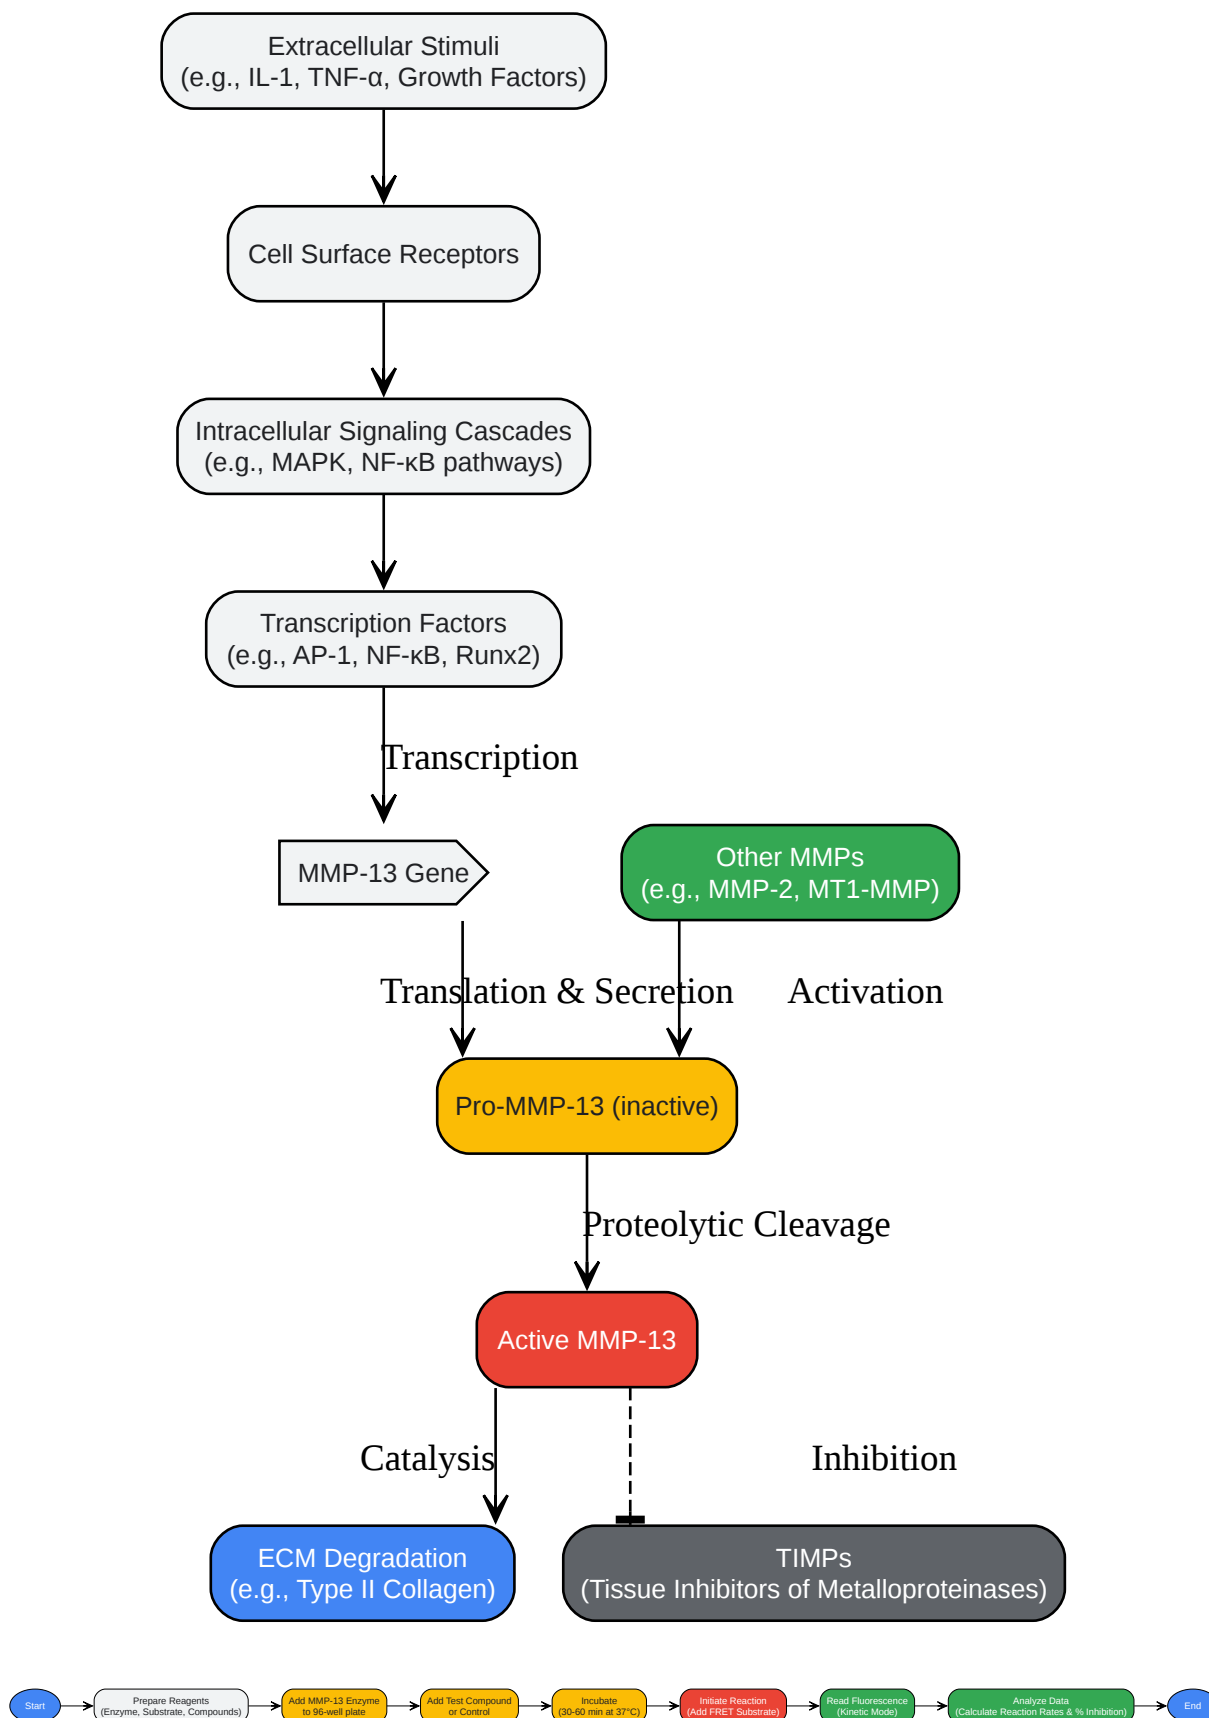 Extracellular Stimuli
(e.g., IL-1, TNF-α, Growth Factors)
Cell Surface Receptors
Intracellular Signaling Cascades
(e.g., MAPK, NF-κB pathways)
Transcription Factors
(e.g., AP-1, NF-κB, Runx2)
Transcription
MMP-13 Gene
Other MMPs
(e.g., MMP-2, MT1-MMP)
Translation & Secretion
Activation
Pro-MMP-13 (inactive)
Proteolytic Cleavage
Active MMP-13
Catalysis
Inhibition
ECM Degradation
(e.g., Type II Collagen)
TIMPs
(Tissue Inhibitors of Metalloproteinases)
Start
Prepare Reagents
(Enzyme, Substrate, Compounds)
Add MMP-13 Enzyme
to 96-well plate
Add Test Compound
or Control
Incubate
(30-60 min at 37°C)
Initiate Reaction
(Add FRET Substrate)
Read Fluorescence
(Kinetic Mode)
Analyze Data
(Calculate Reaction Rates & % Inhibition)
End